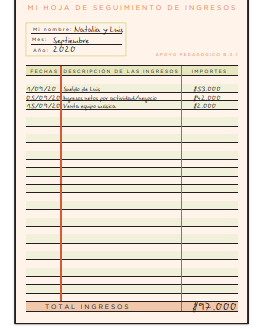 MI HOJA DE SEGUIMIENTO DE INGRESOS
Mi nombre: Natalia y Luis
Mes: Septiembre
Año: 2020
APOYO PEDAGÓGICO 8.2.1
FECHAS DESCRIPCIÓN DE LAS INGRESOS IMPORTES
1/09/20 Sueldo de Luis $53.000
05/09/20 Ingresos netos por actividad/negocio $42.000
15/09/20 Venta equipo música $2.000
TOTAL INGRESOS $97.000